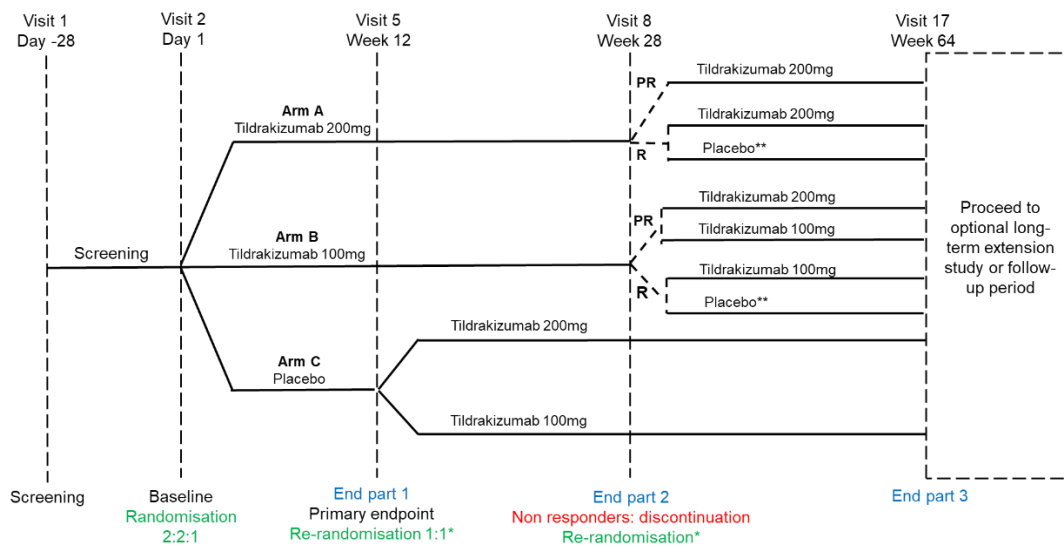 Visit 1
Day -28
Visit 2
Day 1
Visit 5
Week 12
Visit 8
Week 28
Visit 17
Week 64
Tildrakizumab 200mg
PR
Arm A
Tildrakizumab 200mg
Tildrakizumab 200mg
R
Placebo**
Tildrakizumab 200mg
PR
Arm B
Screening
Tildrakizumab 100mg
Tildrakizumab 100mg
Tildrakizumab 100mg
R
Placebo**
Proceed to
optional long-
term extension
study or follow-
up period
Tildrakizumab 200mg
Arm C
Placebo
Tildrakizumab 100mg
Screening
Baseline
Randomisation
2:2:1
End part 1
Primary endpoint
Re-randomisation 1:1*
End part 2
Non responders: discontinuation
Re-randomisation*
End part 3